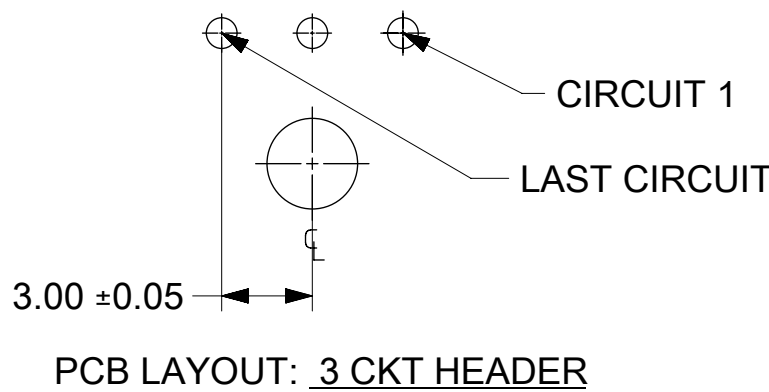 CIRCUIT 1
LAST CIRCUIT
℄
3.00 ±0.05
PCB LAYOUT: 3 CKT HEADER